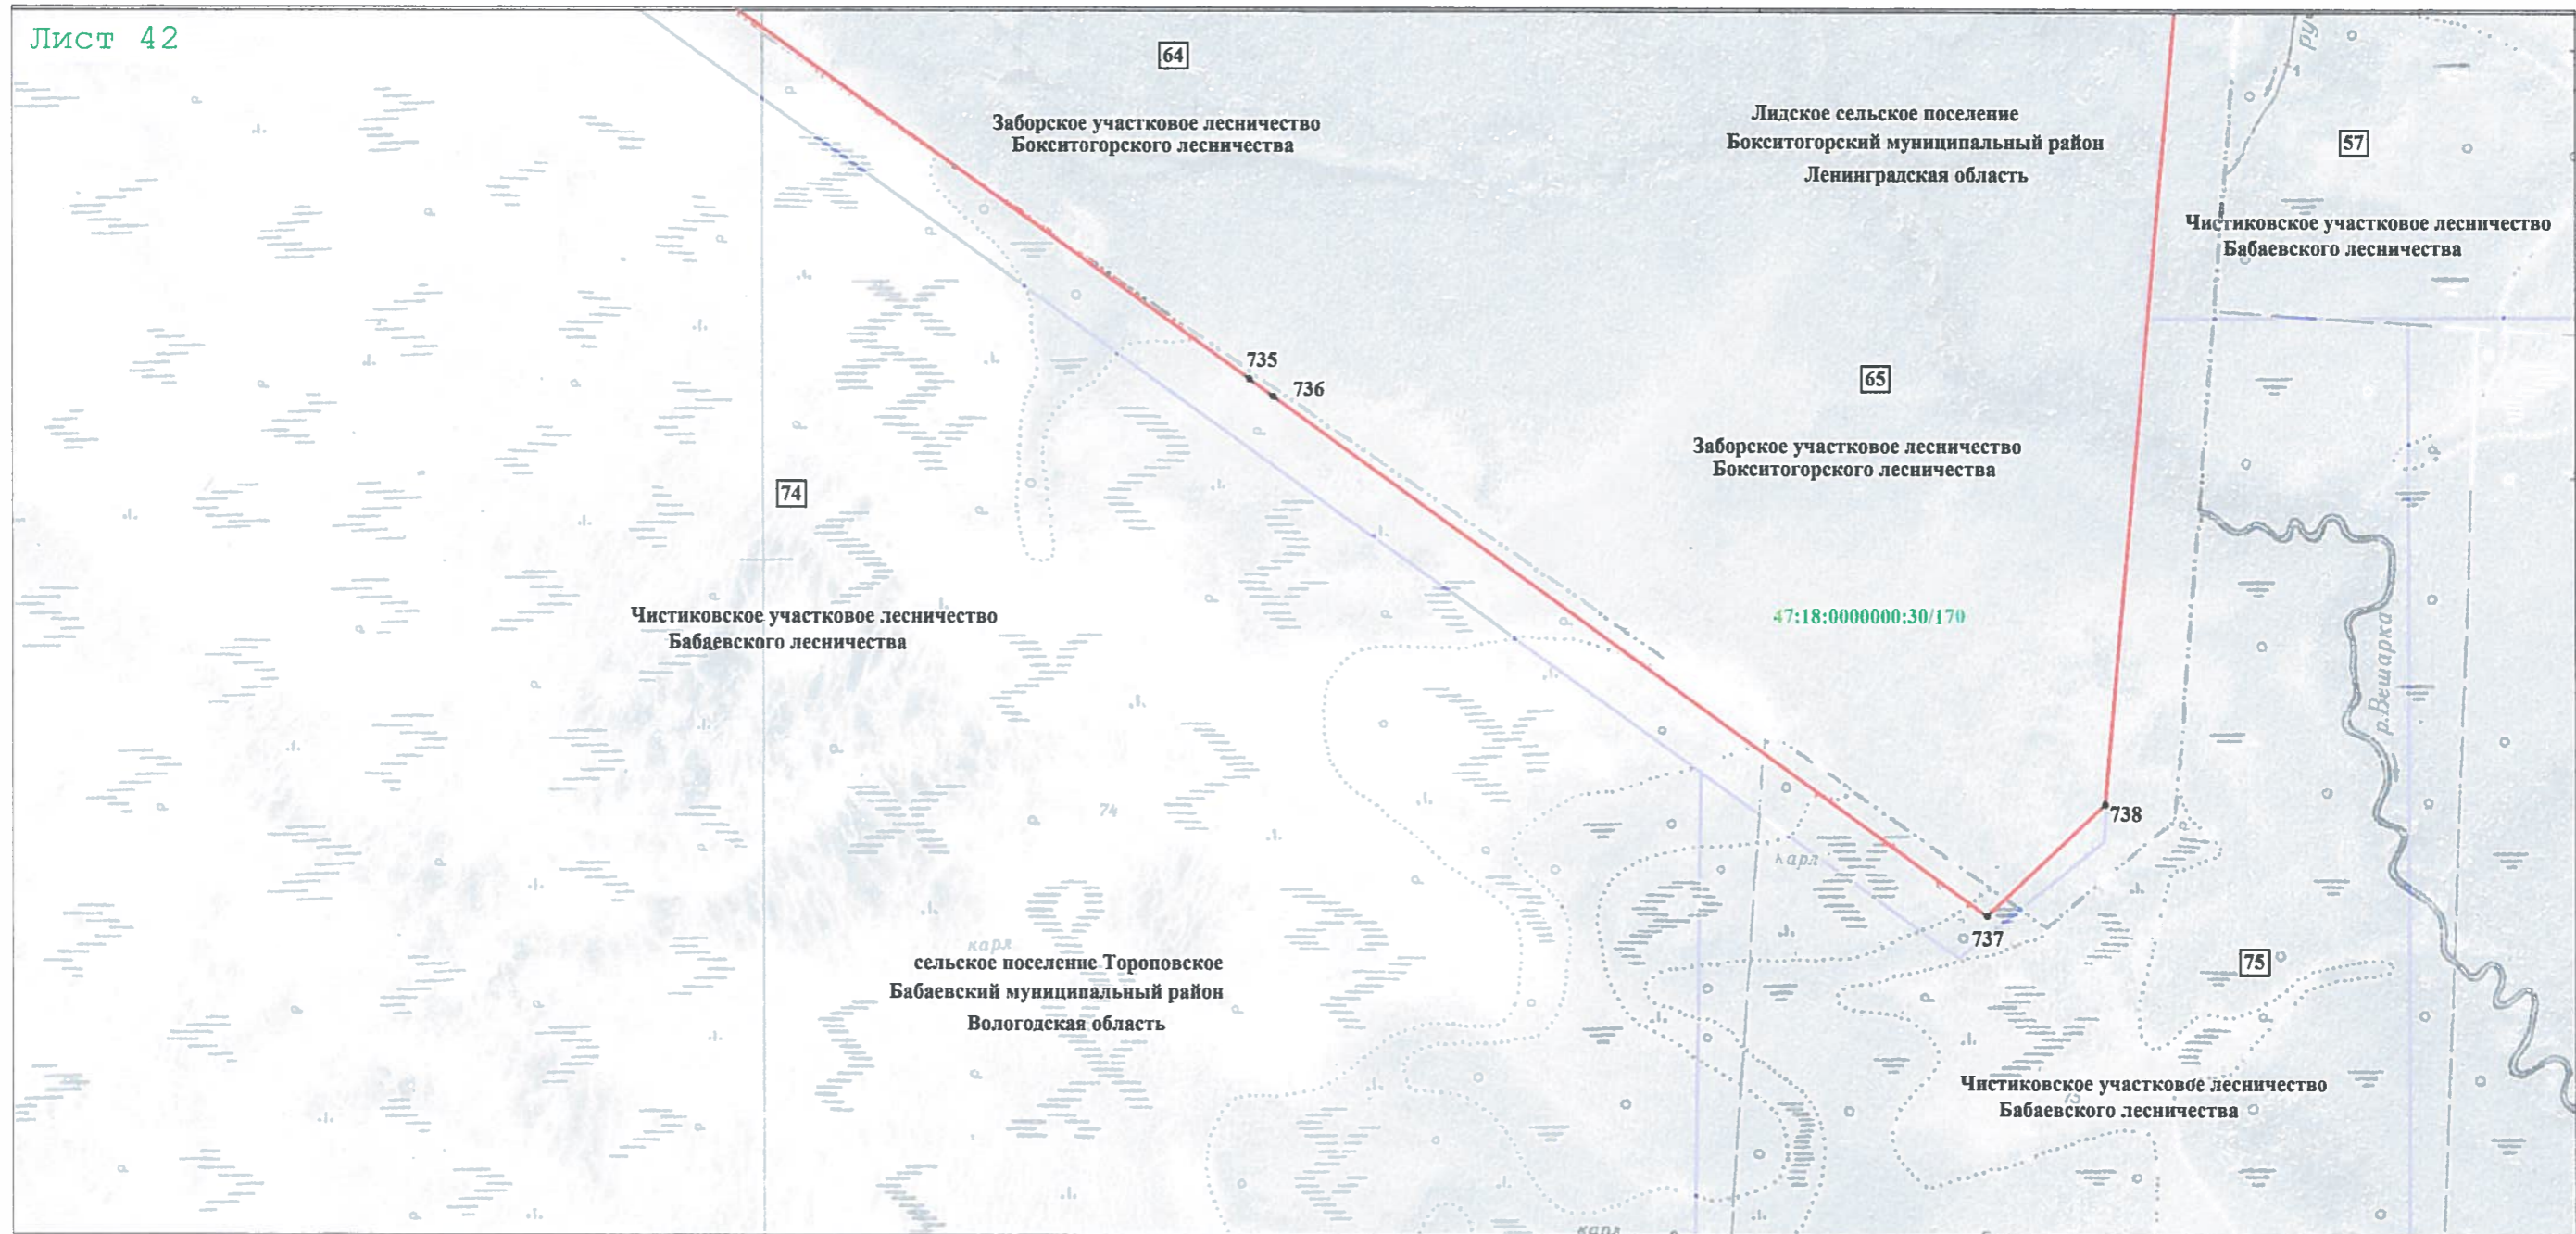 Лист 42
64
Заборское участковое лесничество
Бокситогорского лесничества
Лидское сельское поселение
Бокситогорский муниципальный район
Ленинградская область
57
Чистиковское участковое лесничество
Бабаевского лесничества
735
736
65
Заборское участковое лесничество
Бокситогорского лесничества
74
47:18:0000000:30/170
Чистиковское участковое лесничество
Бабаевского лесничества
р.Вешарка
74
738
карл
737
карл
сельское поселение Тороповское
Бабаевский муниципальный район
Вологодская область
75
Чистиковское участковое лесничество
Бабаевского лесничества
карл